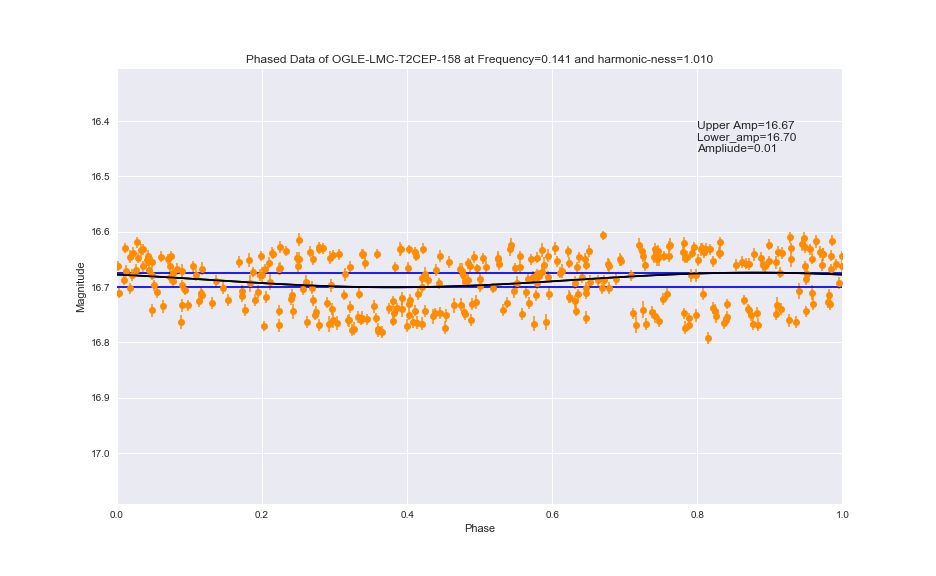 Phased Data of OGLE-LMC-T2CEP-158 at Frequency=0.141 and harmonic-ness=1.010
Upper Amp=16.67
Lower_amp=16.70
Ampliude=0.01
Magnitude
16.4
16.5
16.6
16.7
16.8
16.9
17.0
0.0 0.2 0.4 0.6 0.8 1.0
Phase